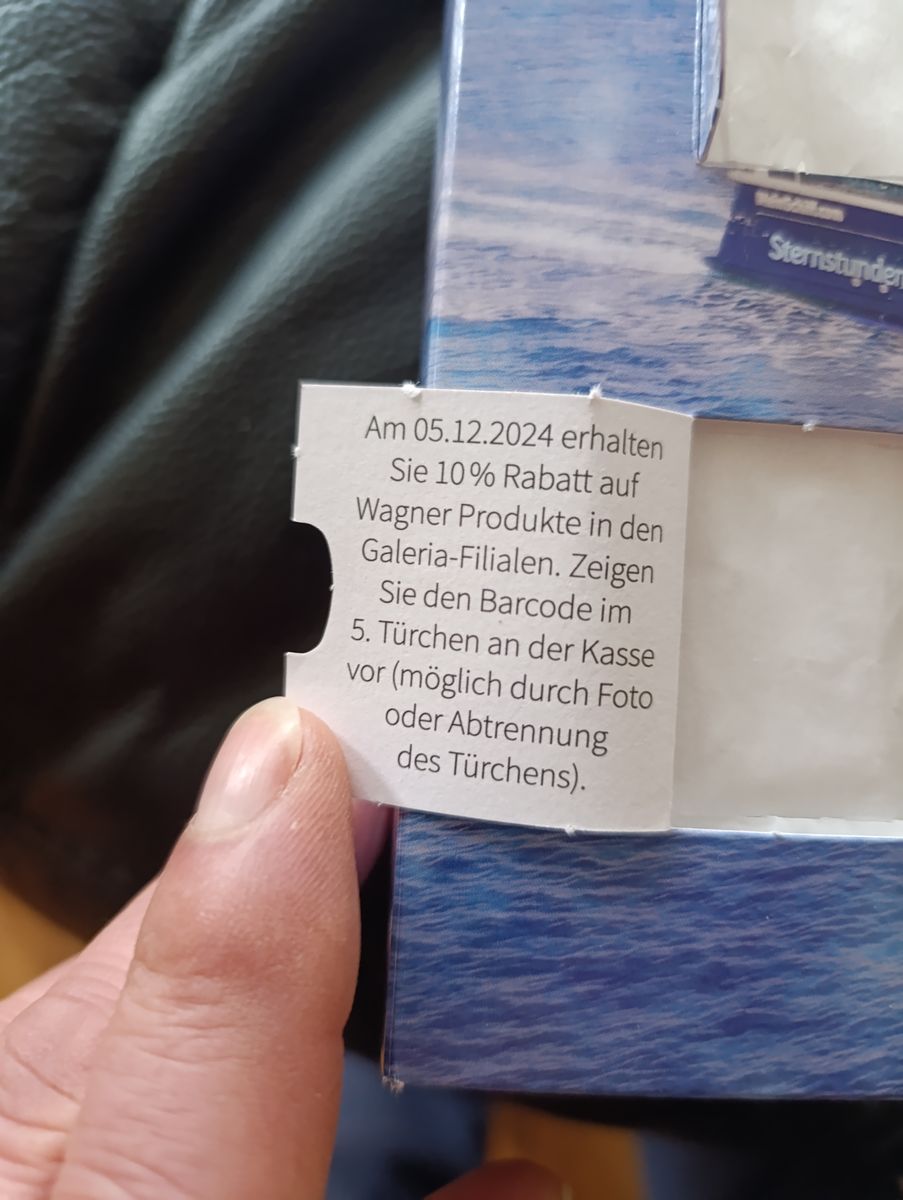 Sternstunden
Am 05.12.2024 erhalten
Sie 10 % Rabatt auf
Wagner Produkte in den
Galeria-Filialen. Zeigen
Sie den Barcode im
5. Türchen an der Kasse
vor (möglich durch Foto
oder Abtrennung
des Türchens).